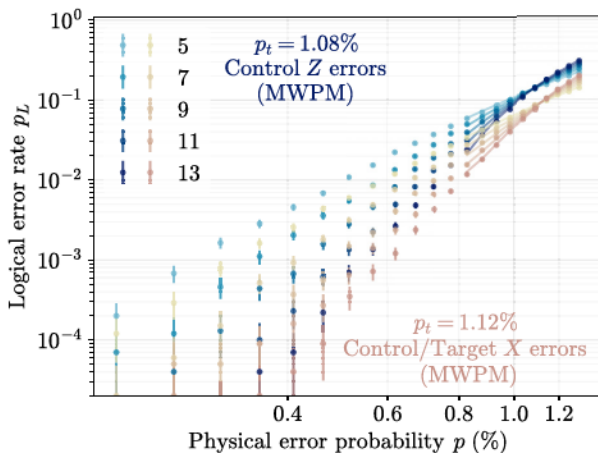 10^0
10^{-1}
10^{-2}
10^{-3}
10^{-4}
Logical error rate p_L
5
7
9
11
13
p_t = 1.08%
Control Z errors
(MWPM)
p_t = 1.12%
Control/Target X errors
(MWPM)
0.4 0.6 0.8 1.0 1.2
Physical error probability p (%)